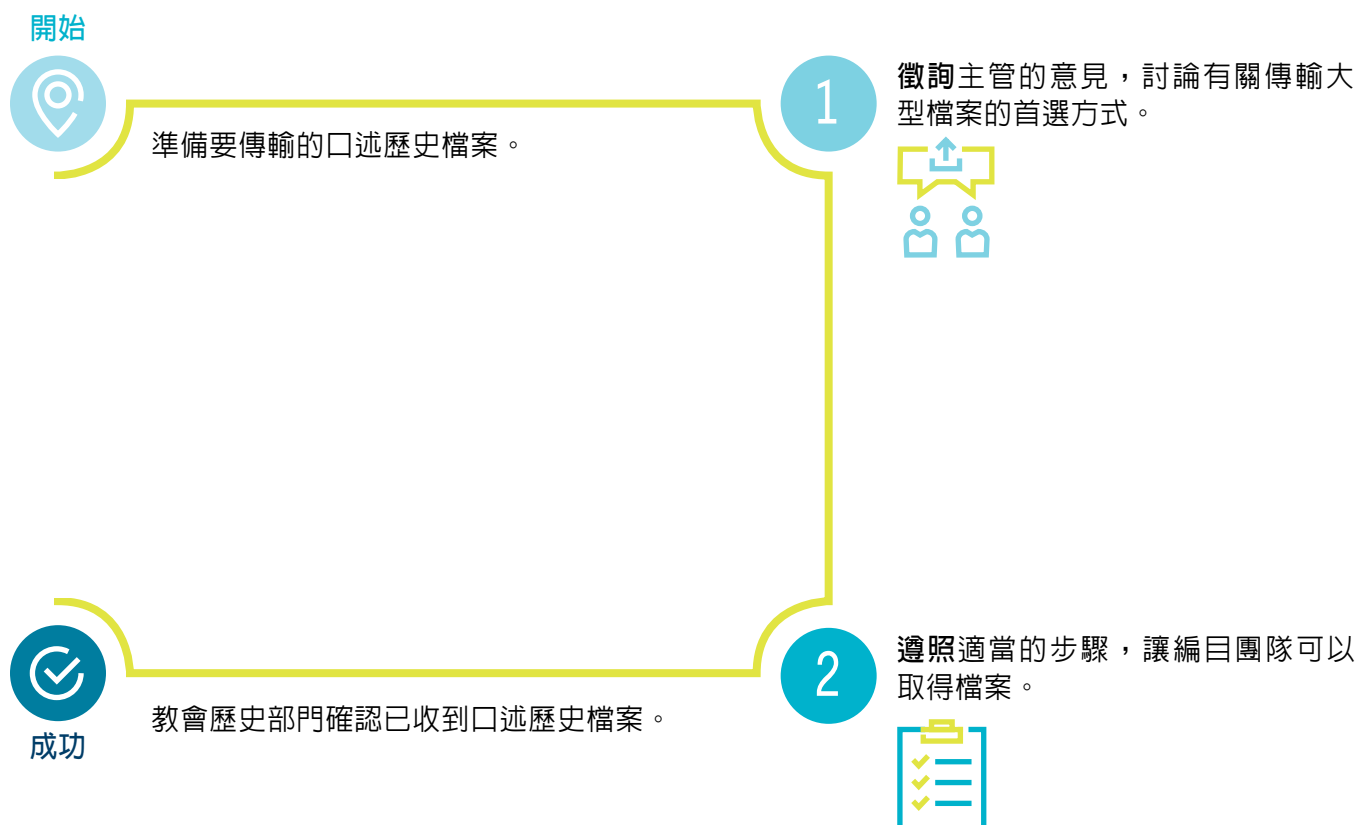 開始
準備要傳輸的口述歷史檔案。
1
徵詢主管的意見，討論有關傳輸大
型檔案的首選方式。
2
遵照適當的步驟，讓編目團隊可以
取得檔案。
教會歷史部門確認已收到口述歷史檔案。
成功